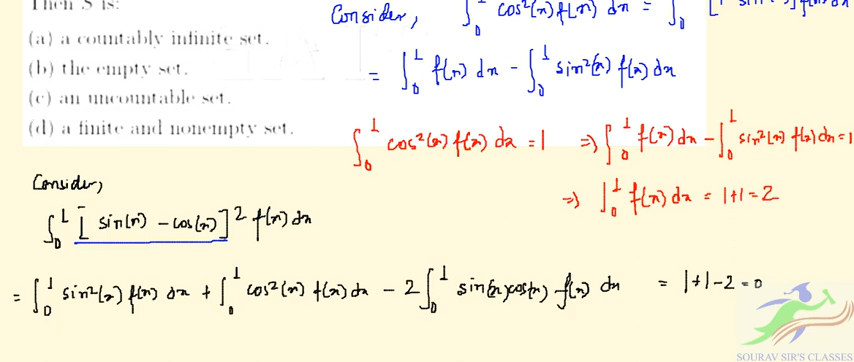 Then S is:
(a) a countably infinite set.
(b) the empty set.
(c) an uncountable set.
(d) a finite and nonempty set.
Consider, ∫₀¹ cos²(x) f(x) dx = ∫₀
= ∫₀¹ f(x) dx - ∫₀¹ sin²(x) f(x) dx
∫₀¹ cos²(x) f(x) dx = 1 ⇒ ∫₀¹ f(x) dx - ∫₀¹ sin²(x) f(x) dx = 1
⇒ ∫₀¹ f(x) dx = 1+1 = 2
Consider,
∫₀¹ [sin(x) - cos(x)]² f(x) dx
= ∫₀¹ sin²(x) f(x) dx + ∫₀¹ cos²(x) f(x) dx - 2 ∫₀¹ sin(x) cos(x) f(x) dx = 1+1-2=0
SOURAV SIR'S CLASSES